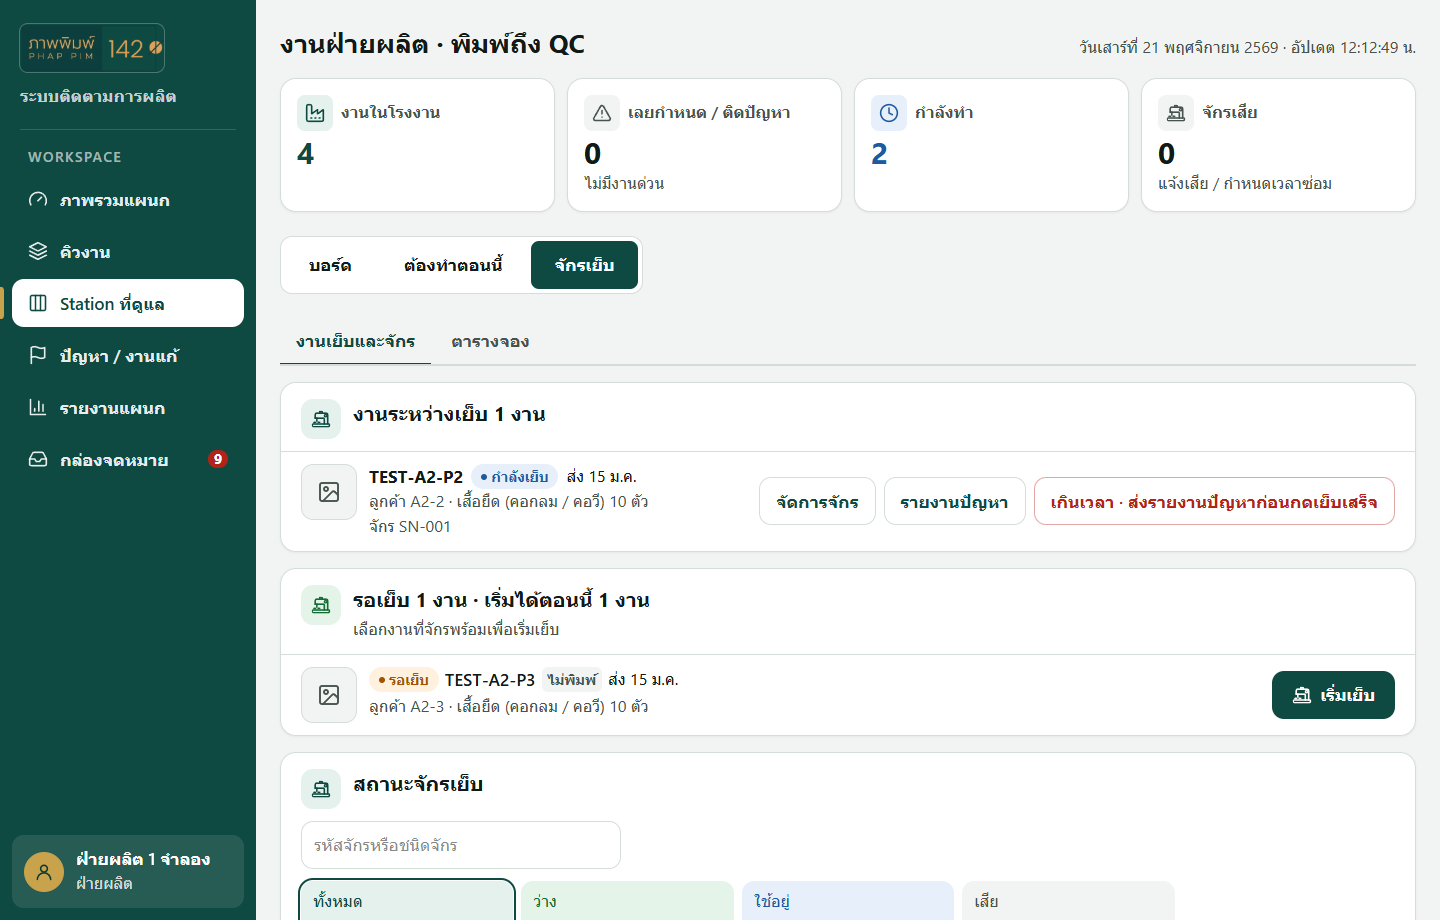 ภาพพิมพ์
PHAP PIM
142
ระบบติดตามการผลิต
WORKSPACE
ภาพรวมแผนก
คิวงาน
Station ที่ดูแล
ปัญหา / งานแก้
รายงานแผนก
กล่องจดหมาย
9
ฝ่ายผลิต 1 จำลอง
ฝ่ายผลิต
งานฝ่ายผลิต · พิมพ์ถึง QC
วันเสาร์ที่ 21 พฤศจิกายน 2569 · อัปเดต 12:12:49 น.
งานในโรงงาน
4
เลยกำหนด / ติดปัญหา
0
ไม่มีงานด่วน
กำลังทำ
2
จักรเสีย
0
แจ้งเสีย / กำหนดเวลาซ่อม
บอร์ด
ต้องทำตอนนี้
จักรเย็บ
งานเย็บและจักร
ตารางจอง
งานระหว่างเย็บ 1 งาน
TEST-A2-P2 กำลังเย็บ ส่ง 15 ม.ค.
ลูกค้า A2-2 · เสื้อยืด (คอกลม / คอวี) 10 ตัว
จักร SN-001
จัดการจักร
รายงานปัญหา
เกินเวลา · ส่งรายงานปัญหาก่อนกดเย็บเสร็จ
รอเย็บ 1 งาน · เริ่มได้ตอนนี้ 1 งาน
เลือกงานที่จักรพร้อมเพื่อเริ่มเย็บ
รอเย็บ TEST-A2-P3 ไม่พิมพ์ ส่ง 15 ม.ค.
ลูกค้า A2-3 · เสื้อยืด (คอกลม / คอวี) 10 ตัว
เริ่มเย็บ
สถานะจักรเย็บ
รหัสจักรหรือชนิดจักร
ทั้งหมด
ว่าง
ใช้อยู่
เสีย